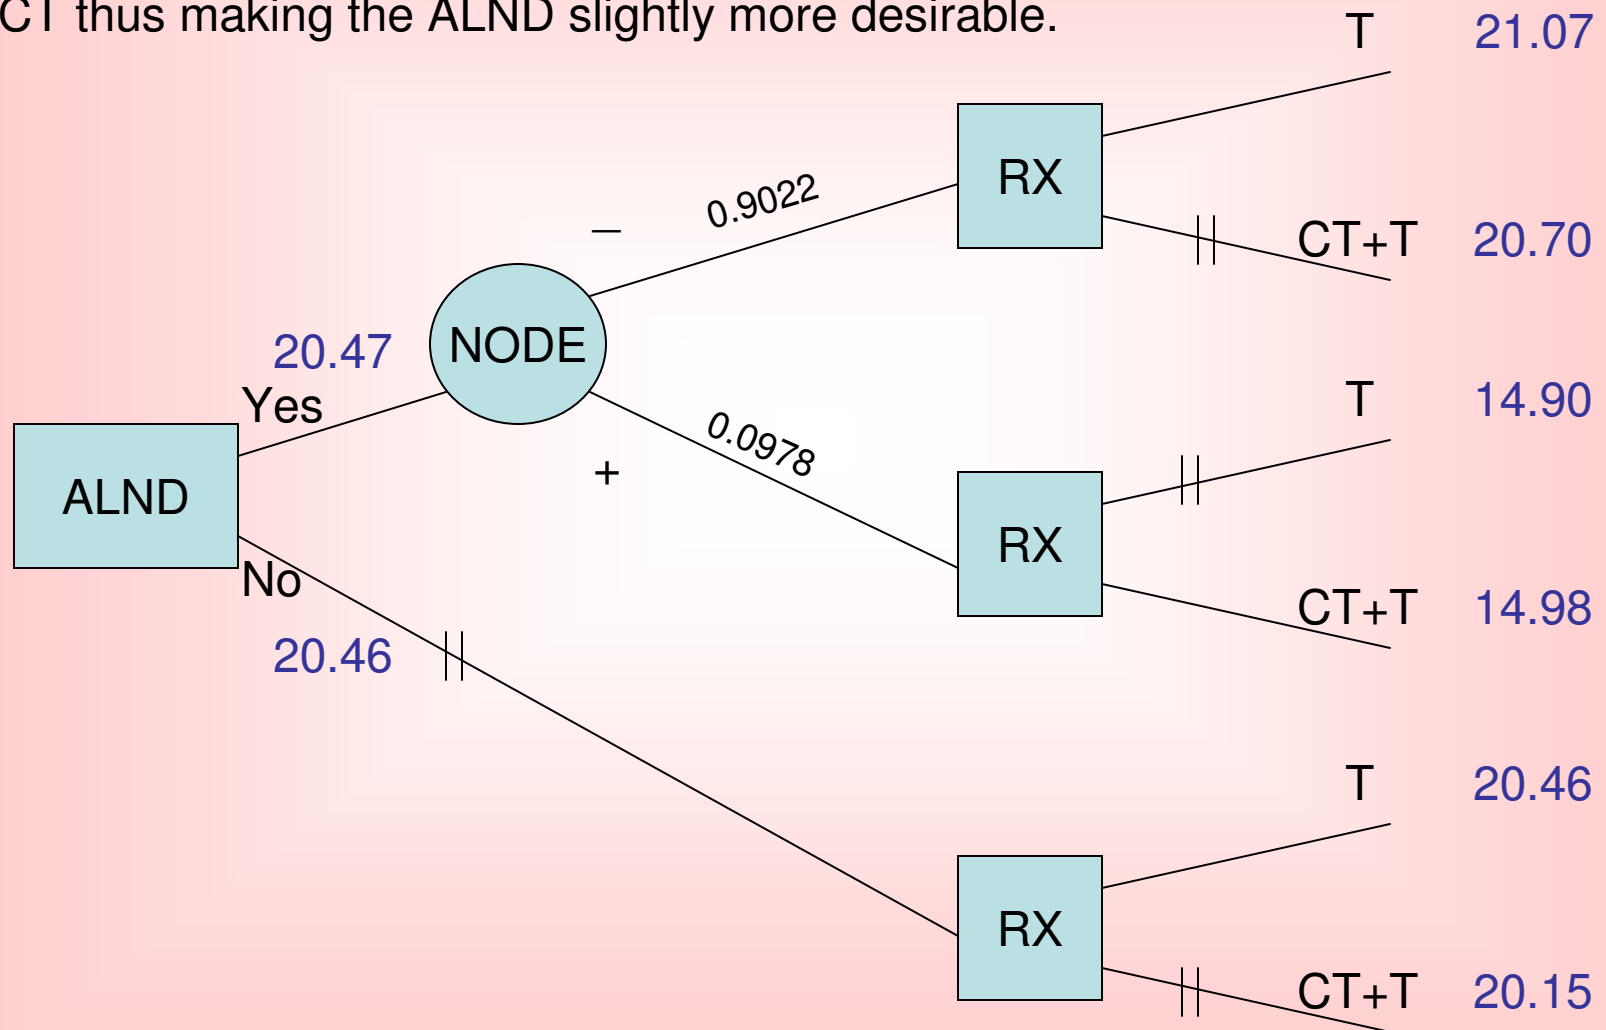 CT thus making the ALND slightly more desirable.
T 21.07
RX
0.9022
–
CT+T 20.70
NODE
20.47
Yes
T 14.90
0.0978
+
ALND
RX
No
CT+T 14.98
20.46
T 20.46
RX
CT+T 20.15